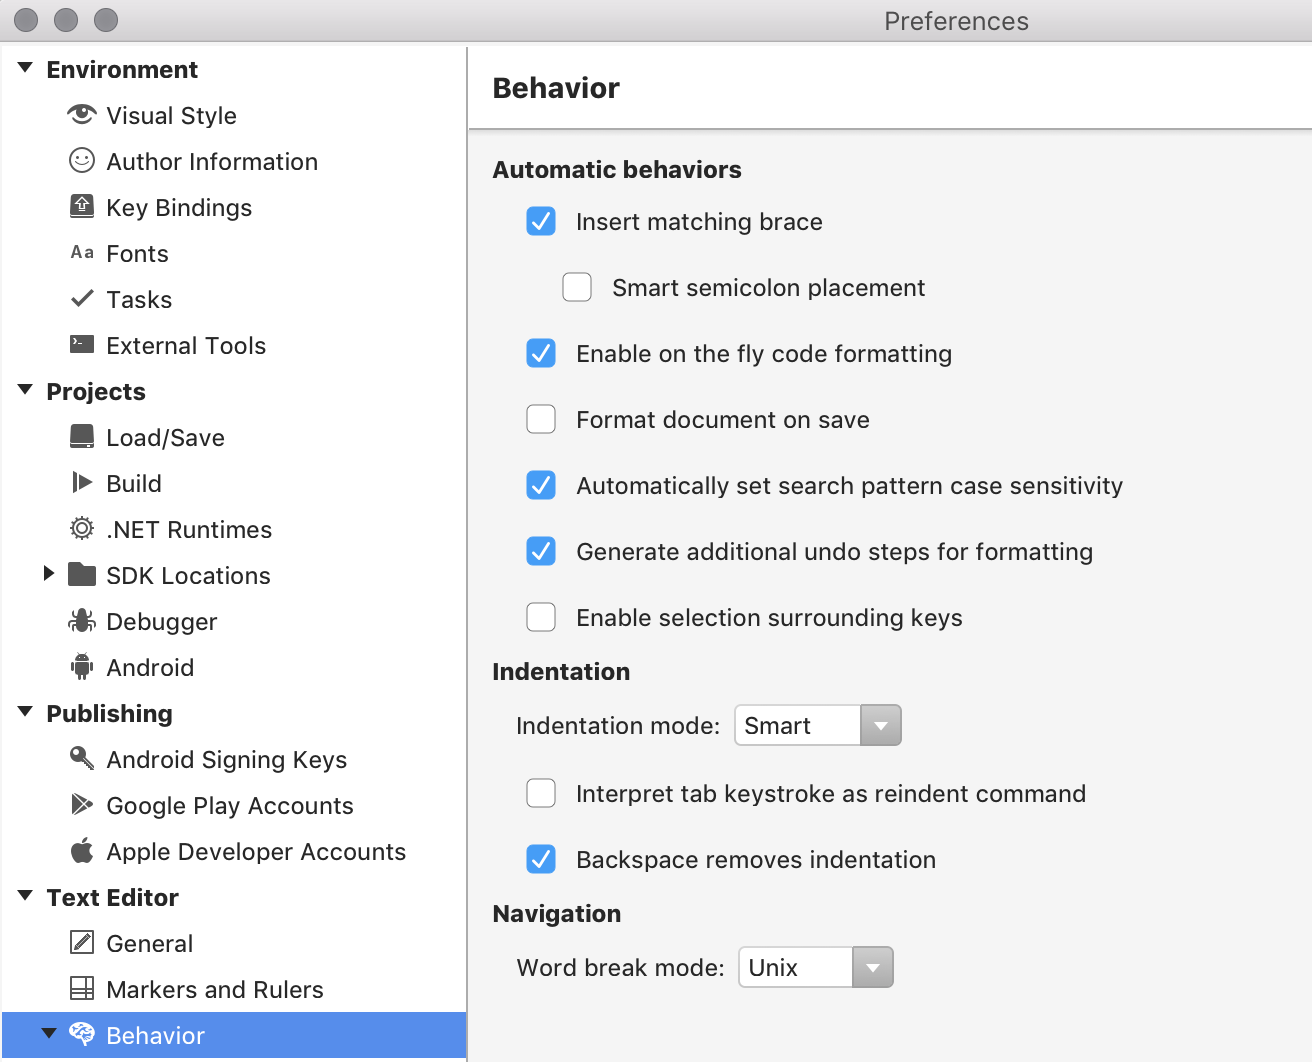 Preferences
Environment
Visual Style
Author Information
Key Bindings
Aa Fonts
Tasks
External Tools
Projects
Load/Save
Build
.NET Runtimes
SDK Locations
Debugger
Android
Publishing
Android Signing Keys
Google Play Accounts
Apple Developer Accounts
Text Editor
General
Markers and Rulers
Behavior
Behavior
Automatic behaviors
Insert matching brace
Smart semicolon placement
Enable on the fly code formatting
Format document on save
Automatically set search pattern case sensitivity
Generate additional undo steps for formatting
Enable selection surrounding keys
Indentation
Indentation mode: Smart
Interpret tab keystroke as reindent command
Backspace removes indentation
Navigation
Word break mode: Unix